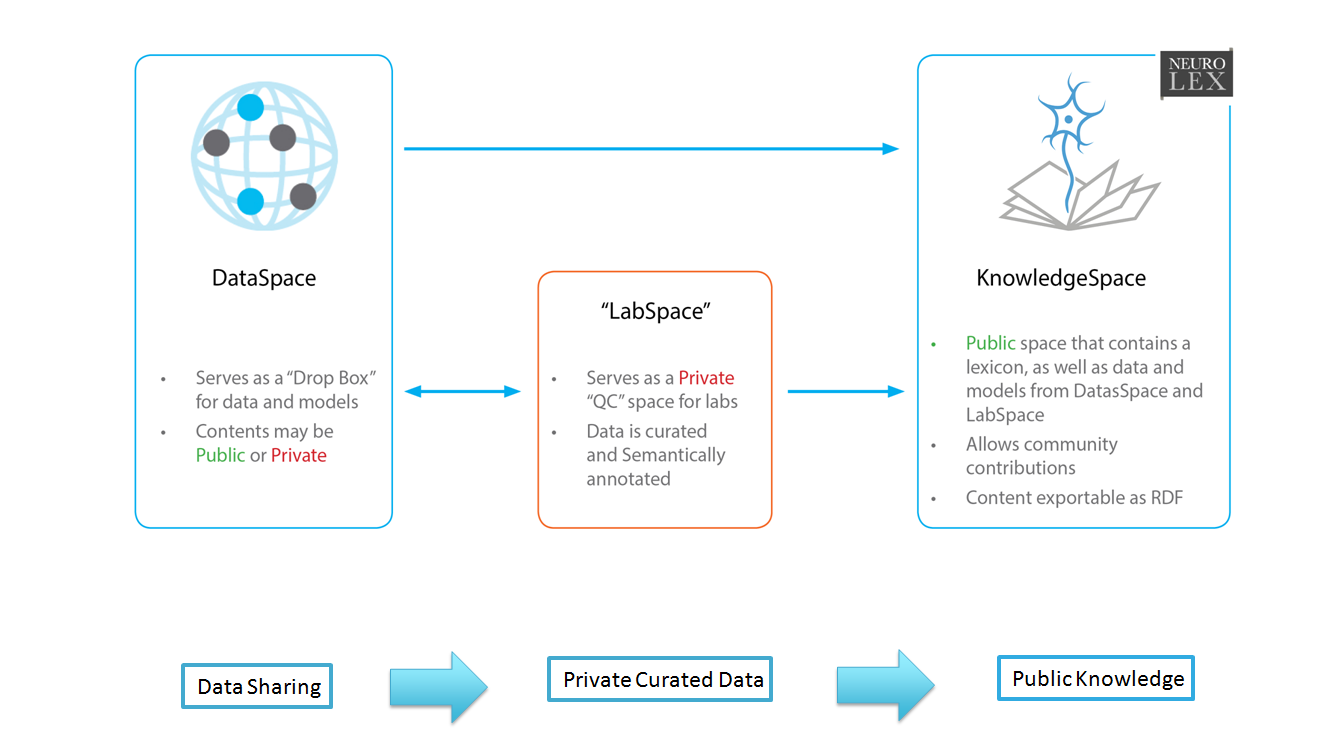 NEURO
LEX
DataSpace
• Serves as a “Drop Box”
for data and models
• Contents may be
Public or Private
“LabSpace”
• Serves as a Private
“QC” space for labs
• Data is curated
and Semantically
annotated
KnowledgeSpace
• Public space that contains a
lexicon, as well as data and
models from DatasSpace and
LabSpace
• Allows community
contributions
• Content exportable as RDF
Data Sharing
Private Curated Data
Public Knowledge